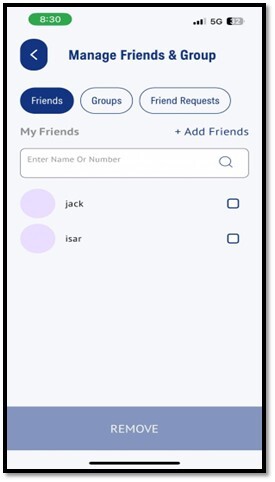 8:30 5G 32
Manage Friends & Group
Friends Groups Friend Requests
My Friends + Add Friends
Enter Name Or Number
jack
isar
REMOVE